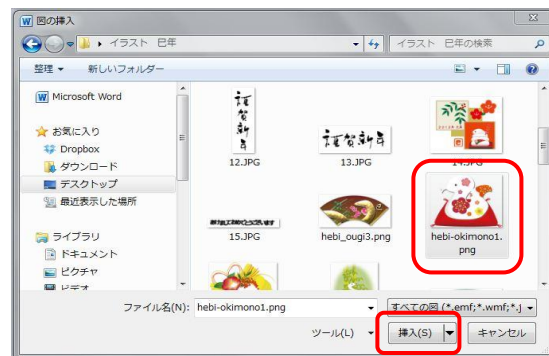 図の挿入
イラスト 巳年
イラスト 巳年の検索
整理
新しいフォルダー
Microsoft Word
お気に入り
Dropbox
ダウンロード
デスクトップ
最近表示した場所
ライブラリ
ドキュメント
ピクチャ
ビデオ
謹賀新年
12.JPG
謹賀新年
13.JPG
14.JPG
15.JPG
hebi_ougi3.png
hebi-okimono1.
png
ファイル名(N): hebi-okimono1.png
すべての図 (*.emf;*.wmf;*.j
ツール(L)
挿入(S)
キャンセル